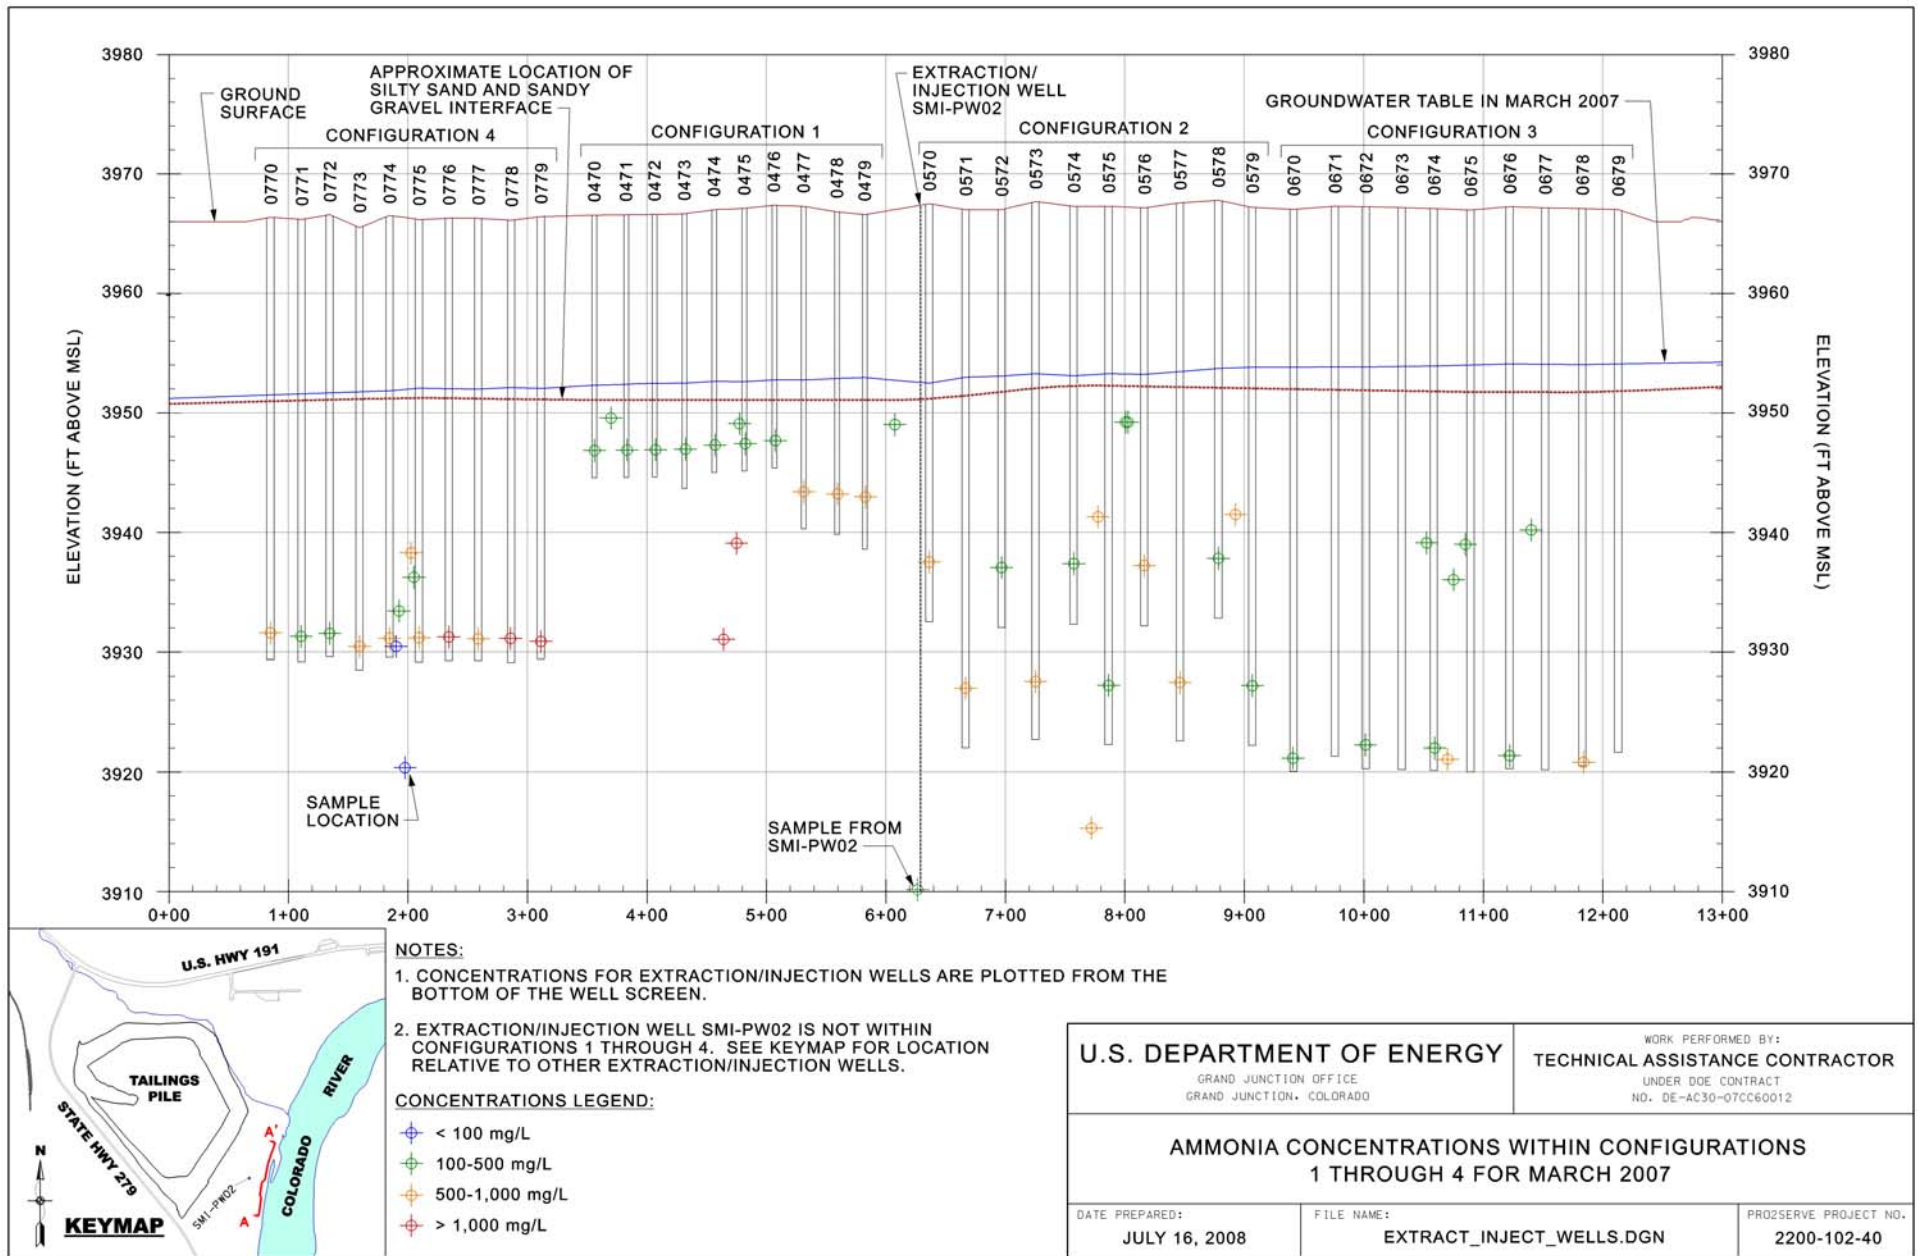 3980
3970
3960
3950
3940
3930
3920
3910
ELEVATION (FT ABOVE MSL)
GROUND
SURFACE
APPROXIMATE LOCATION OF
SILTY SAND AND SANDY
GRAVEL INTERFACE
EXTRACTION/
INJECTION WELL
SMI-PW02
GROUNDWATER TABLE IN MARCH 2007
CONFIGURATION 4
CONFIGURATION 1
CONFIGURATION 2
CONFIGURATION 3
0770
0771
0772
0773
0774
0775
0776
0777
0778
0779
0470
0471
0472
0473
0474
0475
0476
0477
0478
0479
0570
0571
0572
0573
0574
0575
0576
0577
0578
0579
0670
0671
0672
0673
0674
0675
0676
0677
0678
0679
3980
3970
3960
3950
3940
3930
3920
3910
ELEVATION (FT ABOVE MSL)
SAMPLE
LOCATION
SAMPLE FROM
SMI-PW02
0+00
1+00
2+00
3+00
4+00
5+00
6+00
7+00
8+00
9+00
10+00
11+00
12+00
13+00
U.S. HWY 191
TAILINGS
PILE
STATE HWY 279
SMI-PW02
A'
A
COLORADO
RIVER
N
KEYMAP
NOTES:
1. CONCENTRATIONS FOR EXTRACTION/INJECTION WELLS ARE PLOTTED FROM THE
BOTTOM OF THE WELL SCREEN.
2. EXTRACTION/INJECTION WELL SMI-PW02 IS NOT WITHIN
CONFIGURATIONS 1 THROUGH 4. SEE KEYMAP FOR LOCATION
RELATIVE TO OTHER EXTRACTION/INJECTION WELLS.
CONCENTRATIONS LEGEND:
< 100 mg/L
100-500 mg/L
500-1,000 mg/L
> 1,000 mg/L
U.S. DEPARTMENT OF ENERGY
GRAND JUNCTION OFFICE
GRAND JUNCTION, COLORADO
WORK PERFORMED BY:
TECHNICAL ASSISTANCE CONTRACTOR
UNDER DOE CONTRACT
NO. DE-AC30-07CC60012
AMMONIA CONCENTRATIONS WITHIN CONFIGURATIONS
1 THROUGH 4 FOR MARCH 2007
DATE PREPARED:
JULY 16, 2008
FILE NAME:
EXTRACT_INJECT_WELLS.DGN
PRO2SERVE PROJECT NO.
2200-102-40